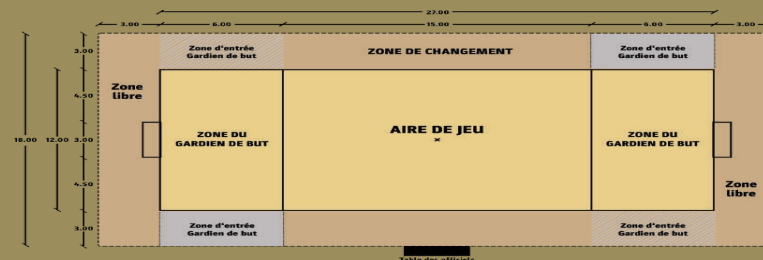 27.00
3.00 6.00 15.00 6.00 3.00
3.00
Zone d'entrée
Gardien de but
ZONE DE CHANGEMENT
Zone d'entrée
Gardien de but
Zone
libre
4.50
18.00 12.00 3.00
ZONE DU
GARDIEN DE BUT
AIRE DE JEU
×
ZONE DU
GARDIEN DE BUT
4.50
Zone
libre
3.00
Zone d'entrée
Gardien de but
Zone d'entrée
Gardien de but
Table des officiels